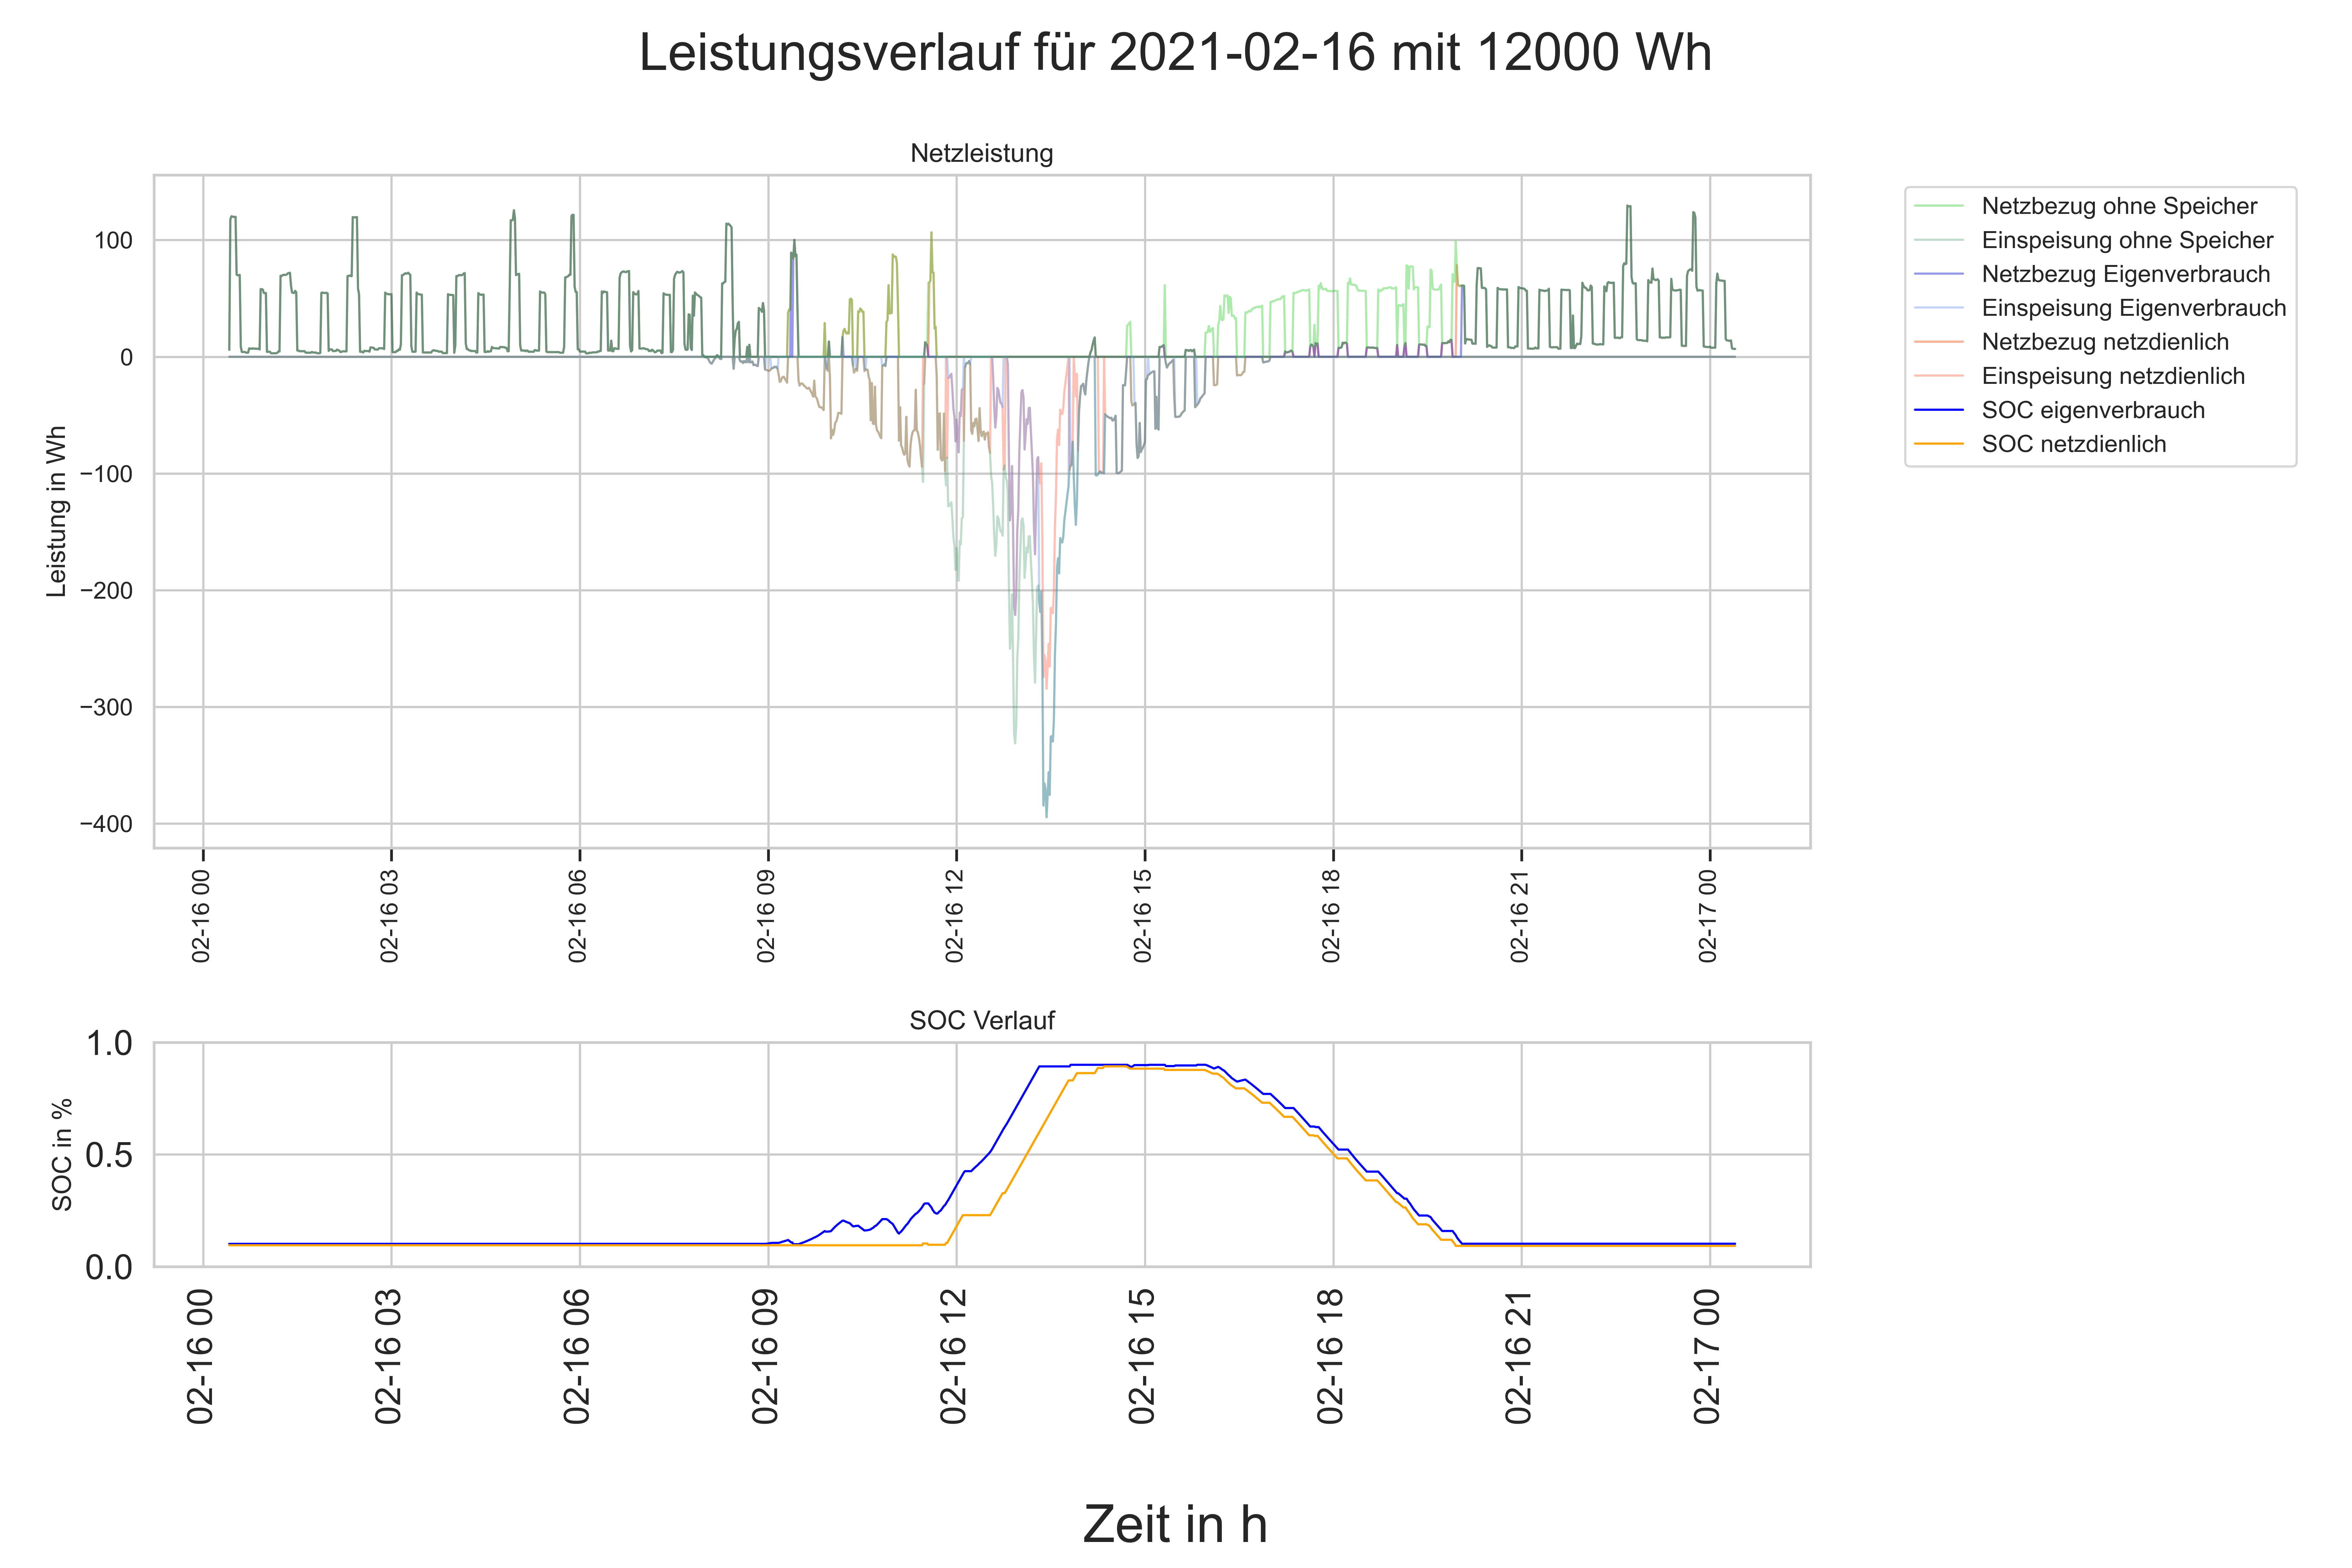 Leistungsverlauf für 2021-02-16 mit 12000 Wh
Netzleistung
Leistung in Wh
100
0
−100
−200
−300
−400
02-16 00
02-16 03
02-16 06
02-16 09
02-16 12
02-16 15
02-16 18
02-16 21
02-17 00
Netzbezug ohne Speicher
Einspeisung ohne Speicher
Netzbezug Eigenverbrauch
Einspeisung Eigenverbrauch
Netzbezug netzdienlich
Einspeisung netzdienlich
SOC eigenverbrauch
SOC netzdienlich
SOC Verlauf
SOC in %
1.0
0.5
0.0
02-16 00
02-16 03
02-16 06
02-16 09
02-16 12
02-16 15
02-16 18
02-16 21
02-17 00
Zeit in h